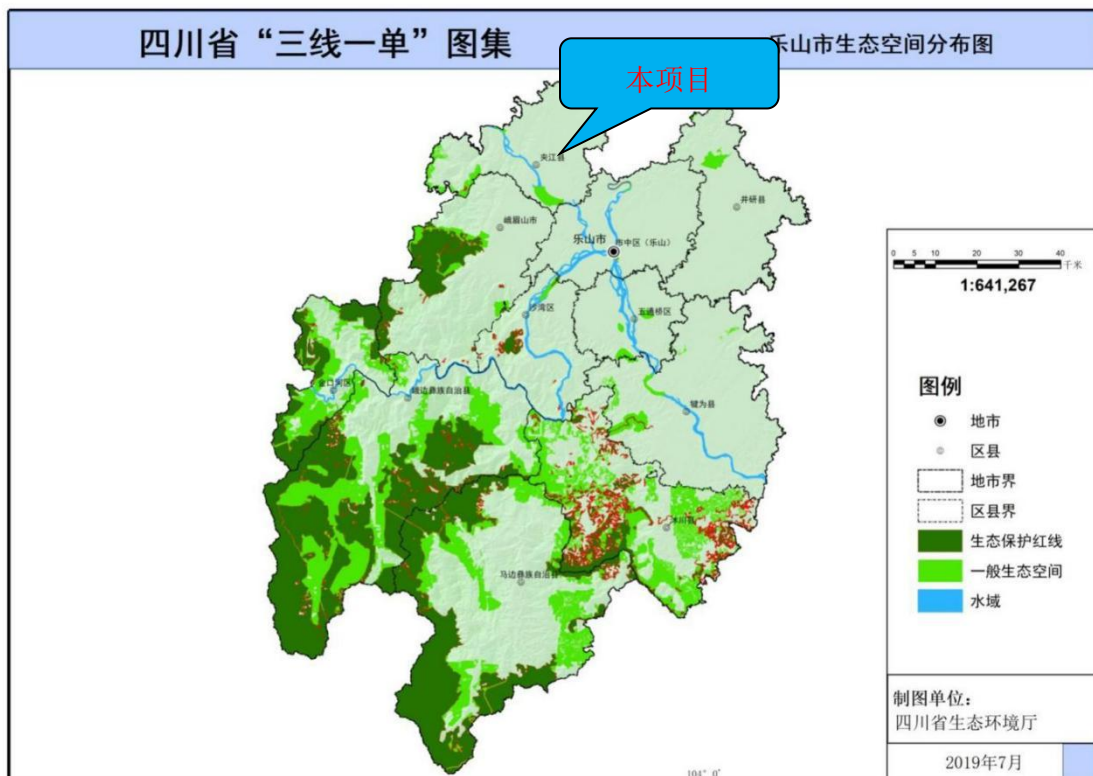 四川省“三线一单”图集
乐山市生态空间分布图
本项目
夹江县
井研县
峨眉山市
乐山市
市中区（乐山）
沙湾区
五通桥区
金口河区
峨边彝族自治县
犍为县
沐川县
马边彝族自治县
0 5 10 20 30 40
千米
1:641,267
图例
地市
区县
地市界
区县界
生态保护红线
一般生态空间
水域
制图单位：
四川省生态环境厅
2019年7月
104°0′